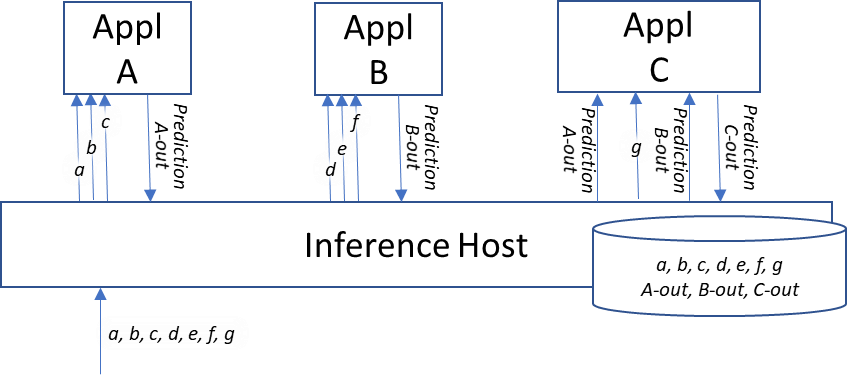 Appl
A
Appl
B
Appl
C
a
b
c
Prediction
A-out
d
e
f
Prediction
B-out
Prediction
A-out
g
Prediction
B-out
Prediction
C-out
Inference Host
a, b, c, d, e, f, g
A-out, B-out, C-out
a, b, c, d, e, f, g